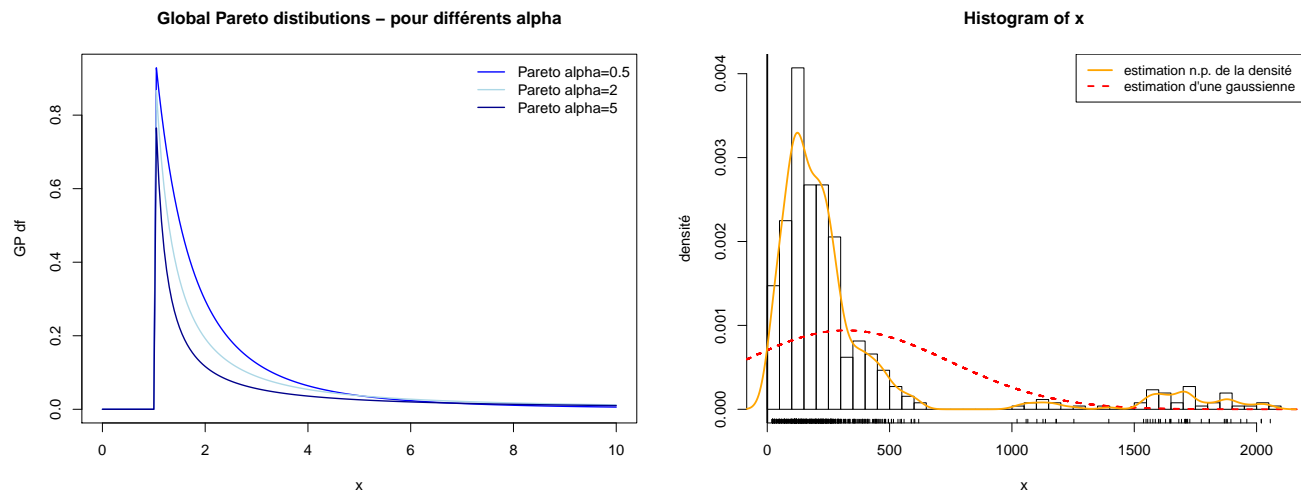 Global Pareto distibutions − pour différents alpha
Pareto alpha=0.5
Pareto alpha=2
Pareto alpha=5
GP df
0.8
0.6
0.4
0.2
0.0
0 2 4 6 8 10
x
Histogram of x
estimation n.p. de la densité
estimation d'une gaussienne
densité
0.004
0.003
0.002
0.001
0.000
0 500 1000 1500 2000
x